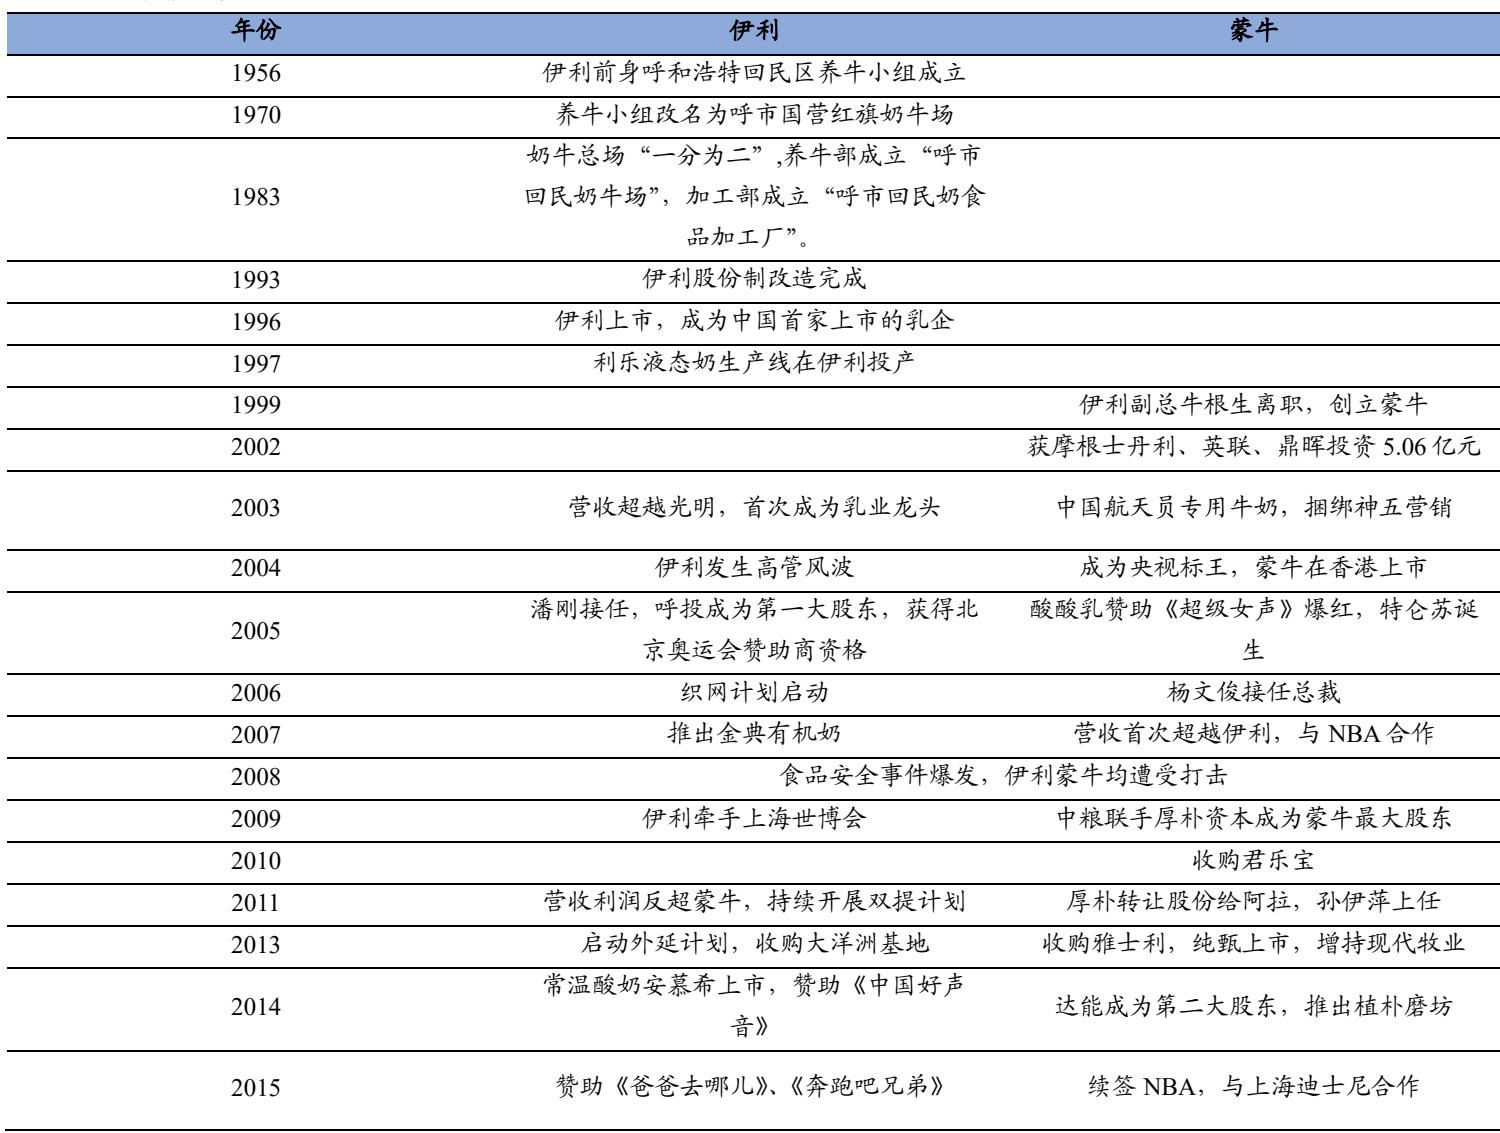 年份 伊利 蒙牛
1956 伊利前身呼和浩特回民区养牛小组成立
1970 养牛小组改名为呼市国营红旗奶牛场
奶牛总场“一分为二”,养牛部成立“呼市
1983 回民奶牛场”，加工部成立“呼市回民奶食
品加工厂”。
1993 伊利股份制改造完成
1996 伊利上市，成为中国首家上市的乳企
1997 利乐液态奶生产线在伊利投产
1999 伊利副总牛根生离职，创立蒙牛
2002 获摩根士丹利、英联、鼎晖投资 5.06 亿元
2003 营收超越光明，首次成为乳业龙头 中国航天员专用牛奶，捆绑神五营销
2004 伊利发生高管风波 成为央视标王，蒙牛在香港上市
2005 潘刚接任，呼投成为第一大股东，获得北 酸酸乳赞助《超级女声》爆红，特仑苏诞
京奥运会赞助商资格 生
2006 织网计划启动 杨文俊接任总裁
2007 推出金典有机奶 营收首次超越伊利，与 NBA 合作
2008 食品安全事件爆发，伊利蒙牛均遭受打击
2009 伊利牵手上海世博会 中粮联手厚朴资本成为蒙牛最大股东
2010 收购君乐宝
2011 营收利润反超蒙牛，持续开展双提计划 厚朴转让股份给阿拉，孙伊萍上任
2013 启动外延计划，收购大洋洲基地 收购雅士利，纯甄上市，增持现代牧业
2014 常温酸奶安慕希上市，赞助《中国好声 达能成为第二大股东，推出植朴磨坊
音》
2015 赞助《爸爸去哪儿》、《奔跑吧兄弟》 续签 NBA，与上海迪士尼合作